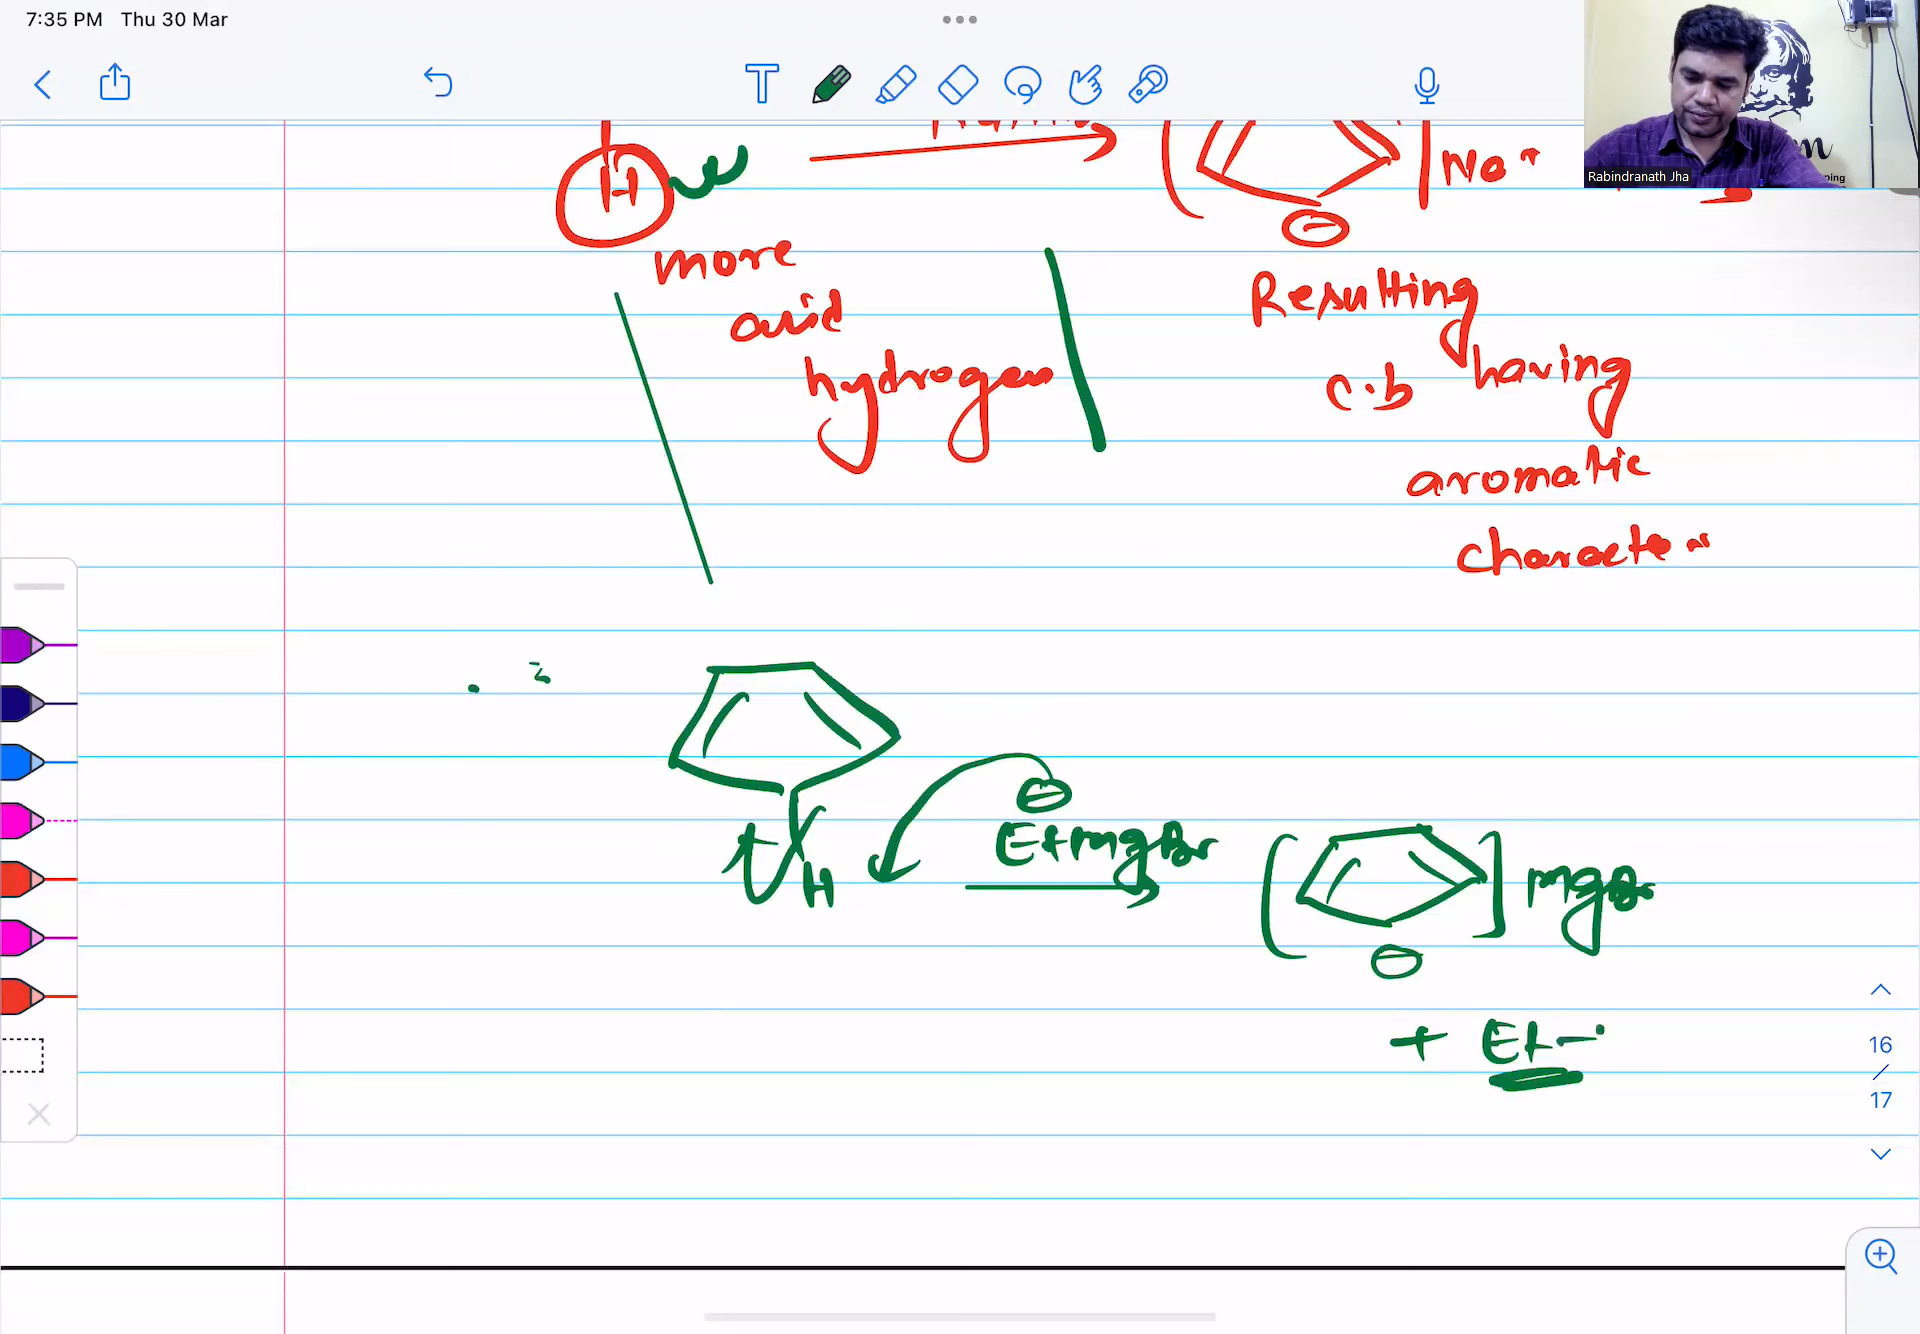 7:35 PM Thu 30 Mar
Rabindranath Jha
H
Na+
more
acid
hydrogen
Resulting
c.b having
aromatic
character
⊖
EtMgBr
H
MgBr
⊖
+ Et-
16
/
17